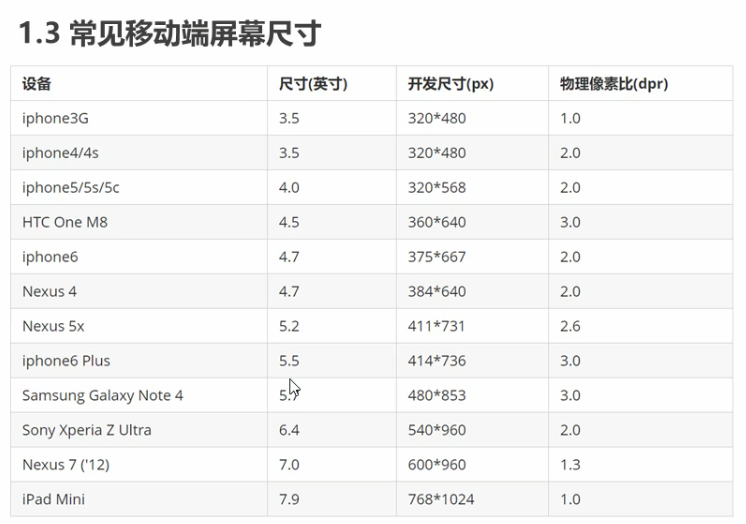 1.3 常见移动端屏幕尺寸
设备 尺寸(英寸) 开发尺寸(px) 物理像素比(dpr)
iphone3G 3.5 320*480 1.0
iphone4/4s 3.5 320*480 2.0
iphone5/5s/5c 4.0 320*568 2.0
HTC One M8 4.5 360*640 3.0
iphone6 4.7 375*667 2.0
Nexus 4 4.7 384*640 2.0
Nexus 5x 5.2 411*731 2.6
iphone6 Plus 5.5 414*736 3.0
Samsung Galaxy Note 4 5.7 480*853 3.0
Sony Xperia Z Ultra 6.4 540*960 2.0
Nexus 7 ('12) 7.0 600*960 1.3
iPad Mini 7.9 768*1024 1.0